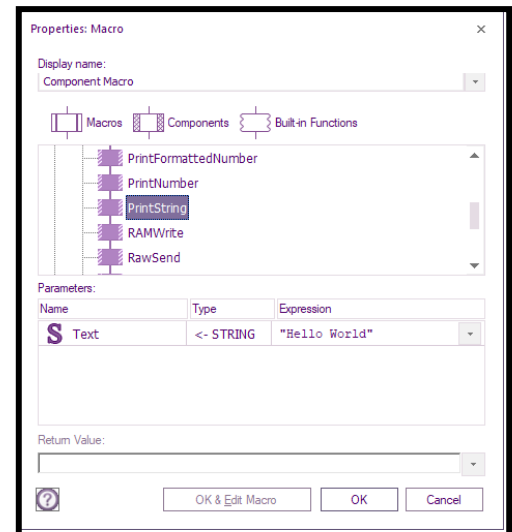 Properties: Macro
Display name:
Component Macro
Macros Components Built-in Functions
PrintFormattedNumber
PrintNumber
PrintString
RAMWrite
RawSend
Parameters:
Name Type Expression
S Text <- STRING "Hello World"
Return Value:
? OK & Edit Macro OK Cancel